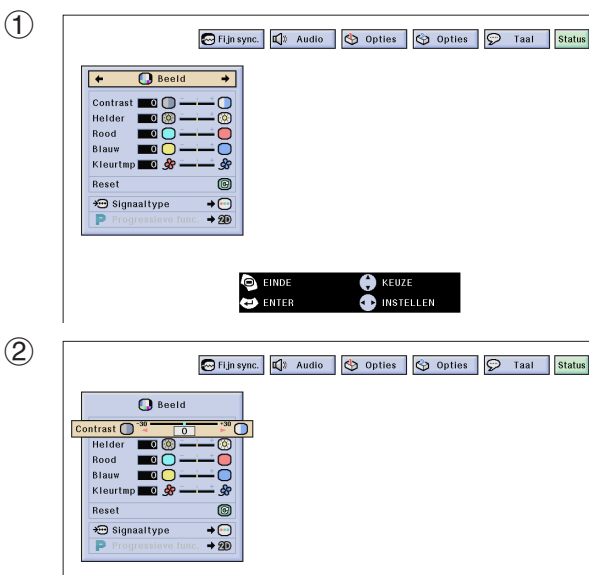 ①
Fijn sync. Audio Opties Opties Taal Status
Beeld
Contrast 0
Helder 0
Rood 0
Blauw 0
Kleurtmp 0
Reset
Signaaltype
P Progressieve func. 2D
EINDE KEUZE
ENTER INSTELLEN
②
Fijn sync. Audio Opties Opties Taal Status
Beeld
Contrast -30 0 +30
Helder 0
Rood 0
Blauw 0
Kleurtmp 0
Reset
Signaaltype
P Progressieve func. 2D